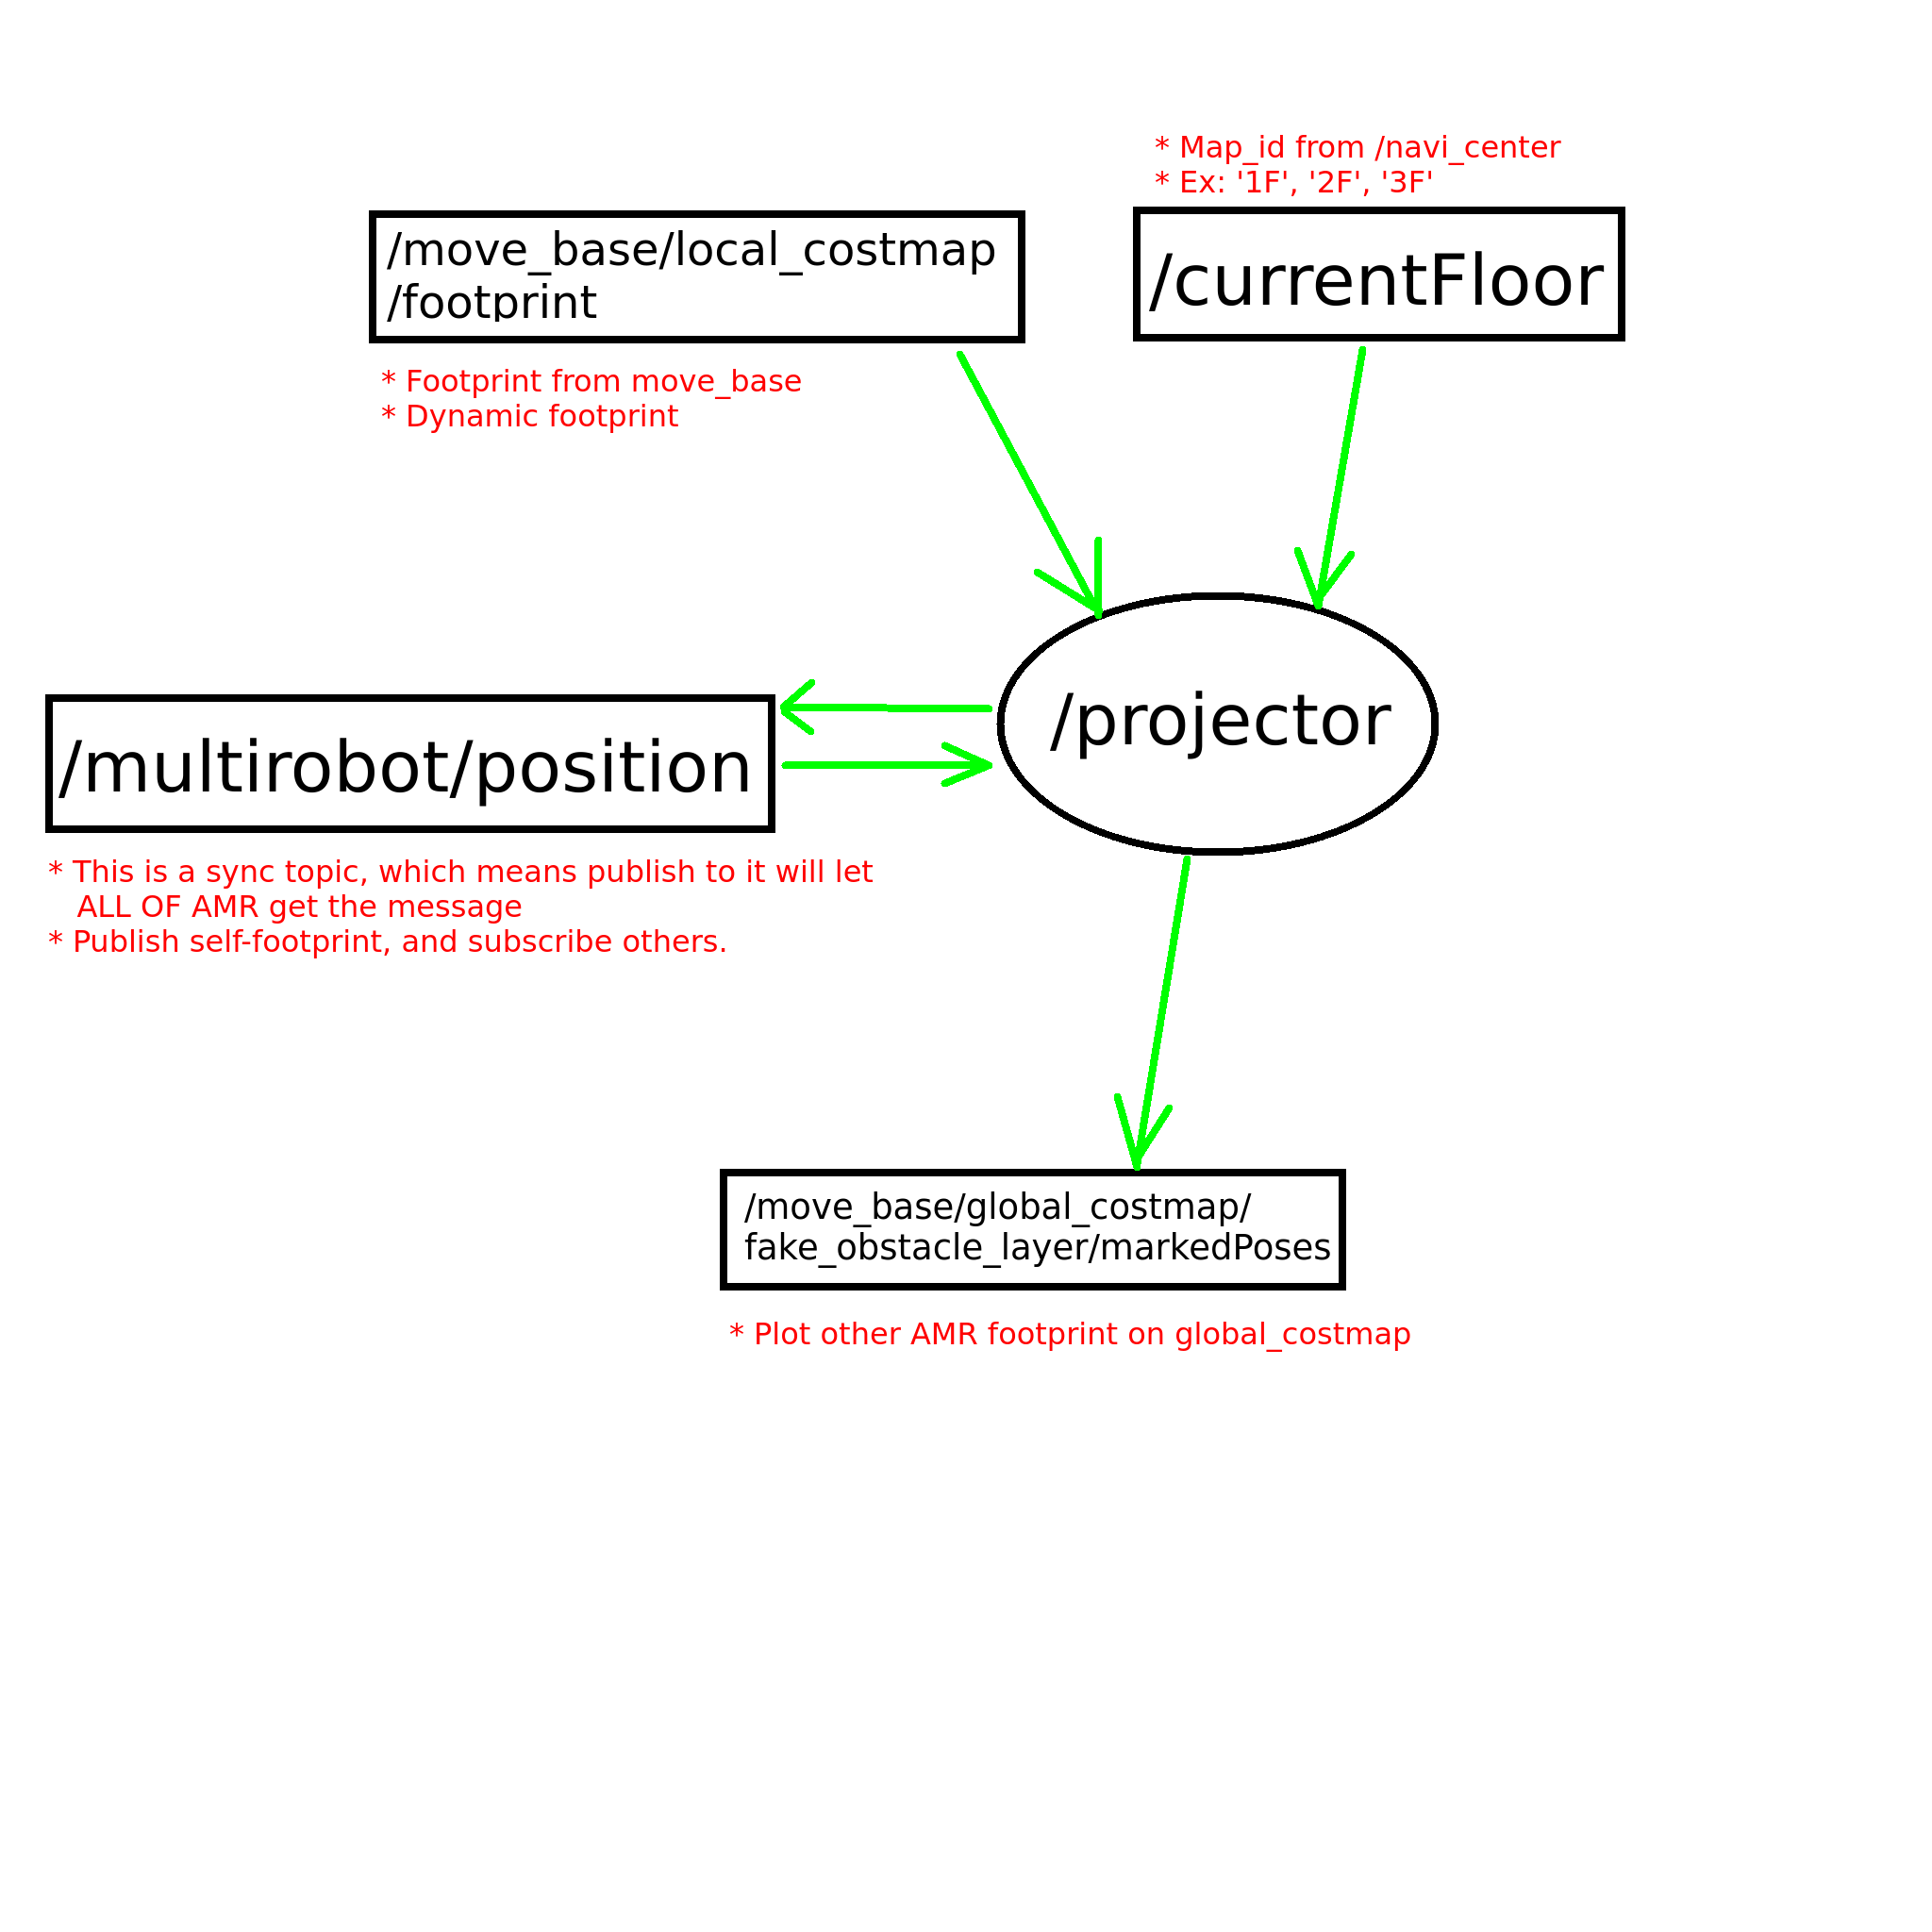 * Map_id from /navi_center
* Ex: '1F', '2F', '3F'
/move_base/local_costmap
/footprint
/currentFloor
* Footprint from move_base
* Dynamic footprint
/projector
/multirobot/position
* This is a sync topic, which means publish to it will let
ALL OF AMR get the message
* Publish self-footprint, and subscribe others.
/move_base/global_costmap/
fake_obstacle_layer/markedPoses
* Plot other AMR footprint on global_costmap